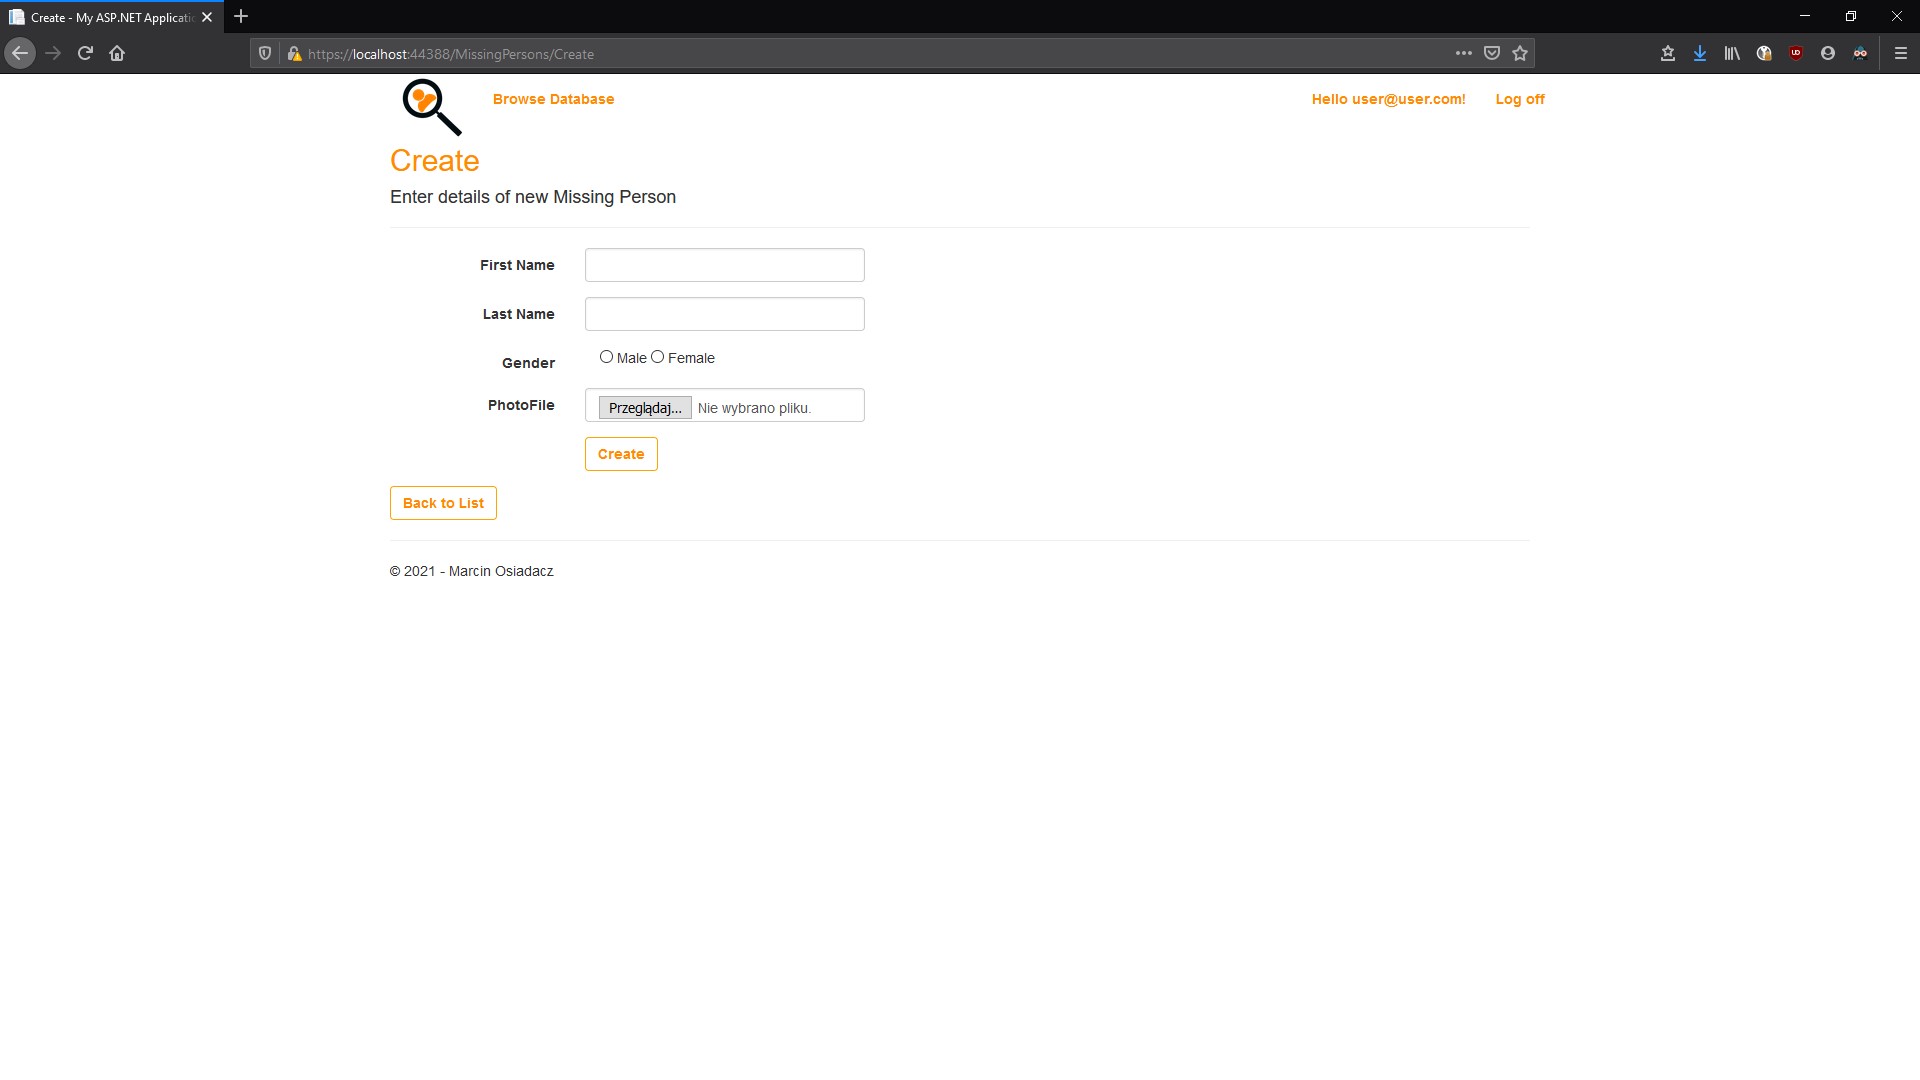 Create - My ASP.NET Applicatio
https://localhost:44388/MissingPersons/Create
Browse Database
Hello user@user.com!
Log off
Create
Enter details of new Missing Person
First Name
Last Name
Gender
Male
Female
PhotoFile
Przeglądaj...
Nie wybrano pliku.
Create
Back to List
© 2021 - Marcin Osiadacz